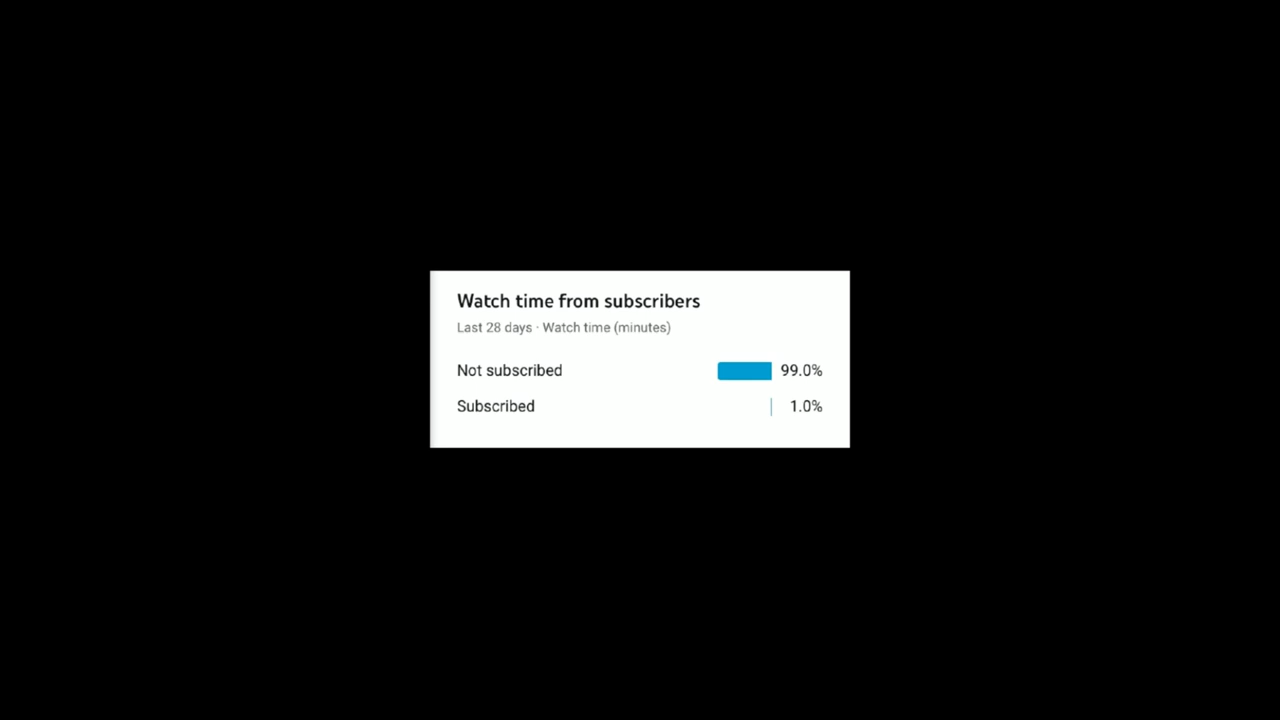 Watch time from subscribers
Last 28 days · Watch time (minutes)
Not subscribed 99.0%
Subscribed 1.0%